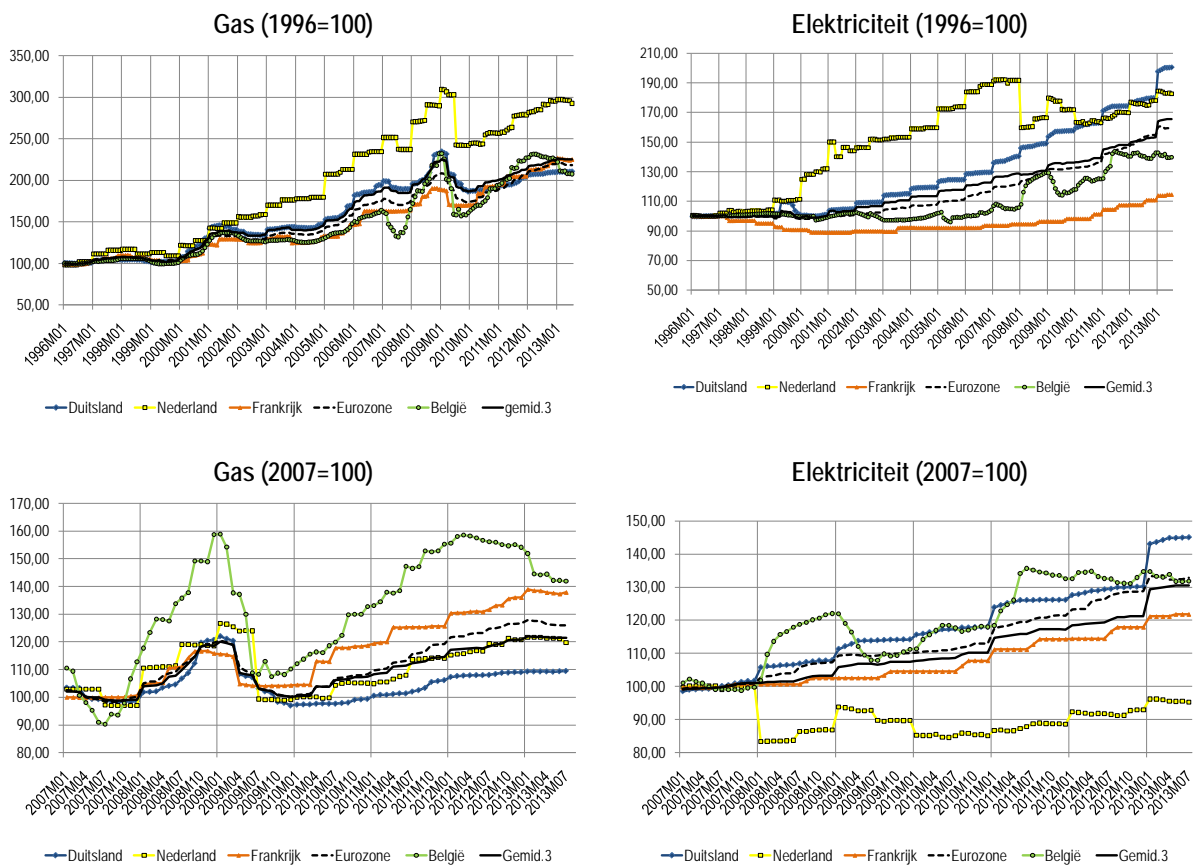 Gas (1996=100)
350,00
300,00
250,00
200,00
150,00
100,00
50,00
1996M01
1997M01
1998M01
1999M01
2000M01
2001M01
2002M01
2003M01
2004M01
2005M01
2006M01
2007M01
2008M01
2009M01
2010M01
2011M01
2012M01
2013M01
Duitsland Nederland Frankrijk Eurozone België gemid.3
Elektriciteit (1996=100)
210,00
190,00
170,00
150,00
130,00
110,00
90,00
70,00
50,00
1996M01
1997M01
1998M01
1999M01
2000M01
2001M01
2002M01
2003M01
2004M01
2005M01
2006M01
2007M01
2008M01
2009M01
2010M01
2011M01
2012M01
2013M01
Duitsland Nederland Frankrijk Eurozone België Gemid.3
Gas (2007=100)
170,00
160,00
150,00
140,00
130,00
120,00
110,00
100,00
90,00
80,00
2007M01
2007M04
2007M07
2007M10
2008M01
2008M04
2008M07
2008M10
2009M01
2009M04
2009M07
2009M10
2010M01
2010M04
2010M07
2010M10
2011M01
2011M04
2011M07
2011M10
2012M01
2012M04
2012M07
2012M10
2013M01
2013M04
2013M07
Duitsland Nederland Frankrijk Eurozone België Gemid.3
Elektriciteit (2007=100)
150,00
140,00
130,00
120,00
110,00
100,00
90,00
80,00
2007M01
2007M04
2007M07
2007M10
2008M01
2008M04
2008M07
2008M10
2009M01
2009M04
2009M07
2009M10
2010M01
2010M04
2010M07
2010M10
2011M01
2011M04
2011M07
2011M10
2012M01
2012M04
2012M07
2012M10
2013M01
2013M04
2013M07
Duitsland Nederland Frankrijk Eurozone België Gemid.3